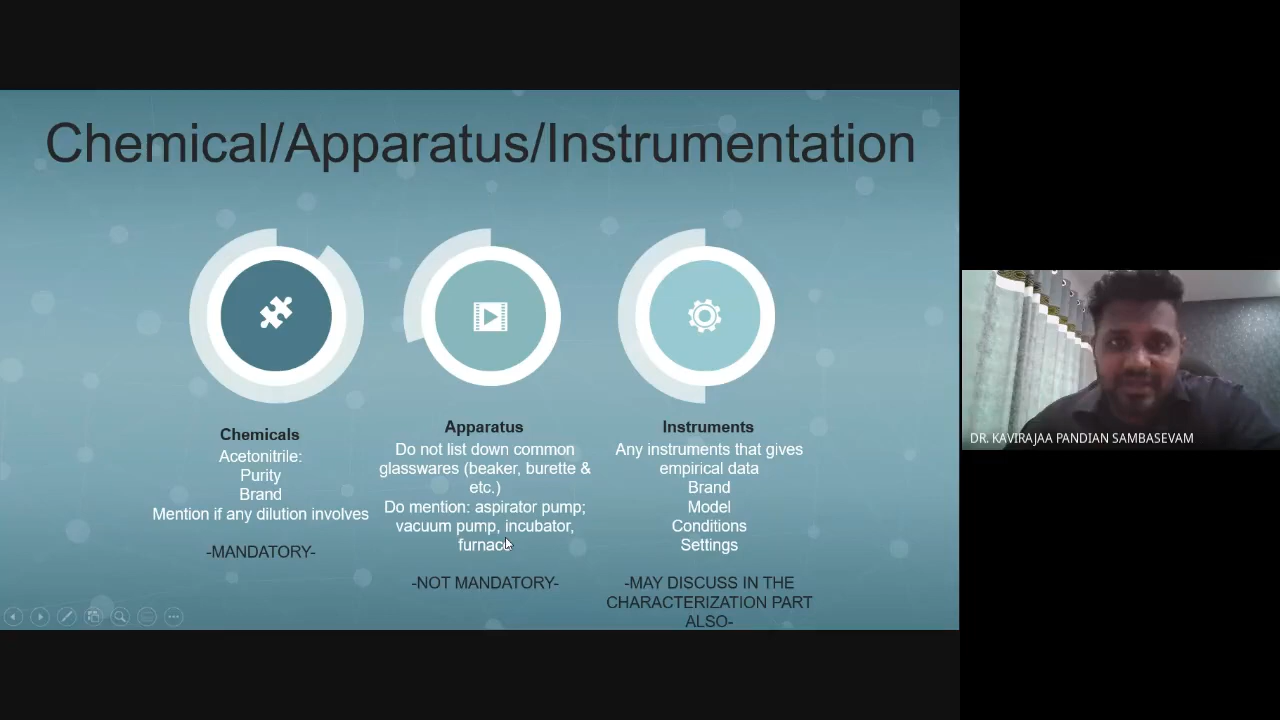 Chemical/Apparatus/Instrumentation
Chemicals
Acetonitrile:
Purity
Brand
Mention if any dilution involves
-MANDATORY-
Apparatus
Do not list down common
glasswares (beaker, burette &
etc.)
Do mention: aspirator pump;
vacuum pump, incubator,
furnace
-NOT MANDATORY-
Instruments
Any instruments that gives
empirical data
Brand
Model
Conditions
Settings
-MAY DISCUSS IN THE
CHARACTERIZATION PART
ALSO-
DR. KAVIRAJAA PANDIAN SAMBASEVAM